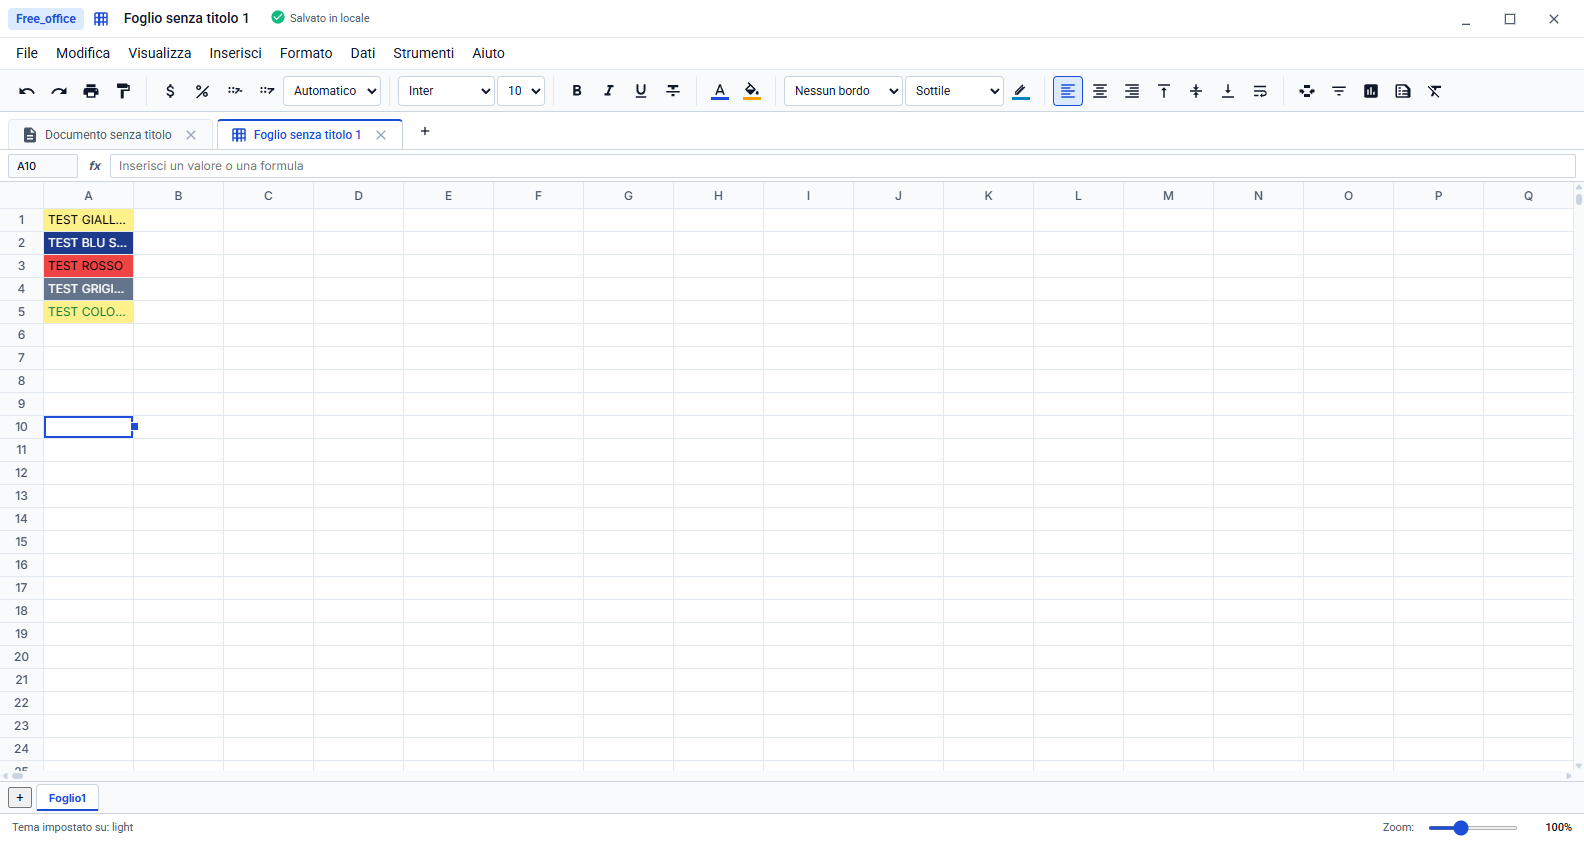 Free_office Foglio senza titolo 1 Salvato in locale
File Modifica Visualizza Inserisci Formato Dati Strumenti Aiuto
$ % Automatico Inter 10 B I U A Nessun bordo Sottile
Documento senza titolo Foglio senza titolo 1 +
A10 fx Inserisci un valore o una formula
A B C D E F G H I J K L M N O P Q
1 TEST GIALL...
2 TEST BLU S...
3 TEST ROSSO
4 TEST GRIGI...
5 TEST COLO...
6
7
8
9
10
11
12
13
14
15
16
17
18
19
20
21
22
23
24
25
+ Foglio1
Tema impostato su: light Zoom: 100%